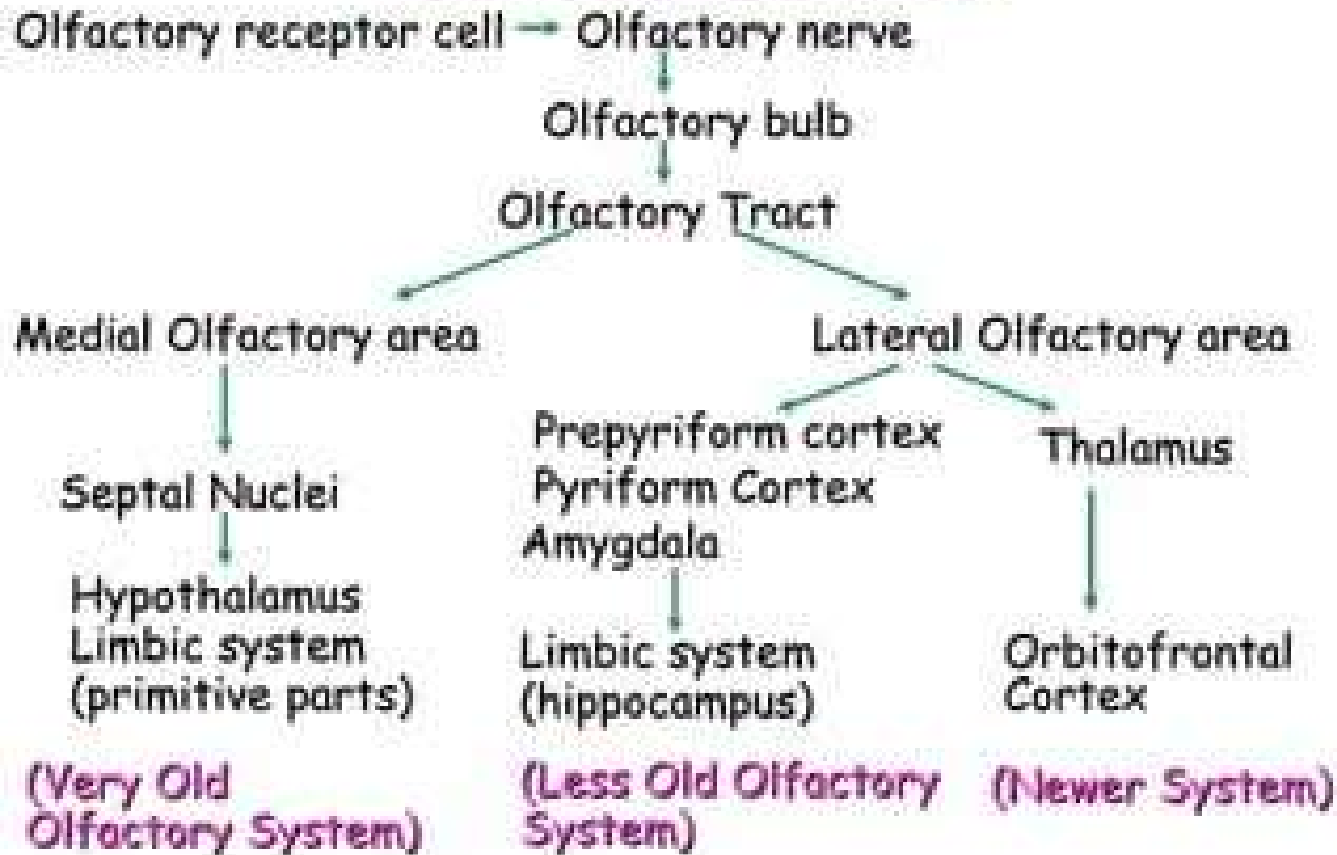 Olfactory receptor cell → Olfactory nerve
Olfactory bulb
Olfactory Tract
Medial Olfactory area
Lateral Olfactory area
Septal Nuclei
Hypothalamus
Limbic system
(primitive parts)
(Very Old
Olfactory System)
Prepyriform cortex
Pyriform Cortex
Amygdala
Limbic system
(hippocampus)
(Less Old Olfactory
System)
Thalamus
Orbitofrontal
Cortex
(Newer System)